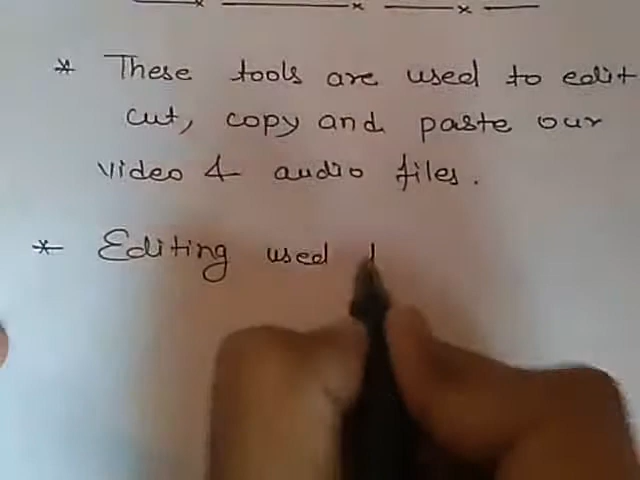 * These tools are used to edit
cut, copy and paste our
video & audio files.
* Editing used